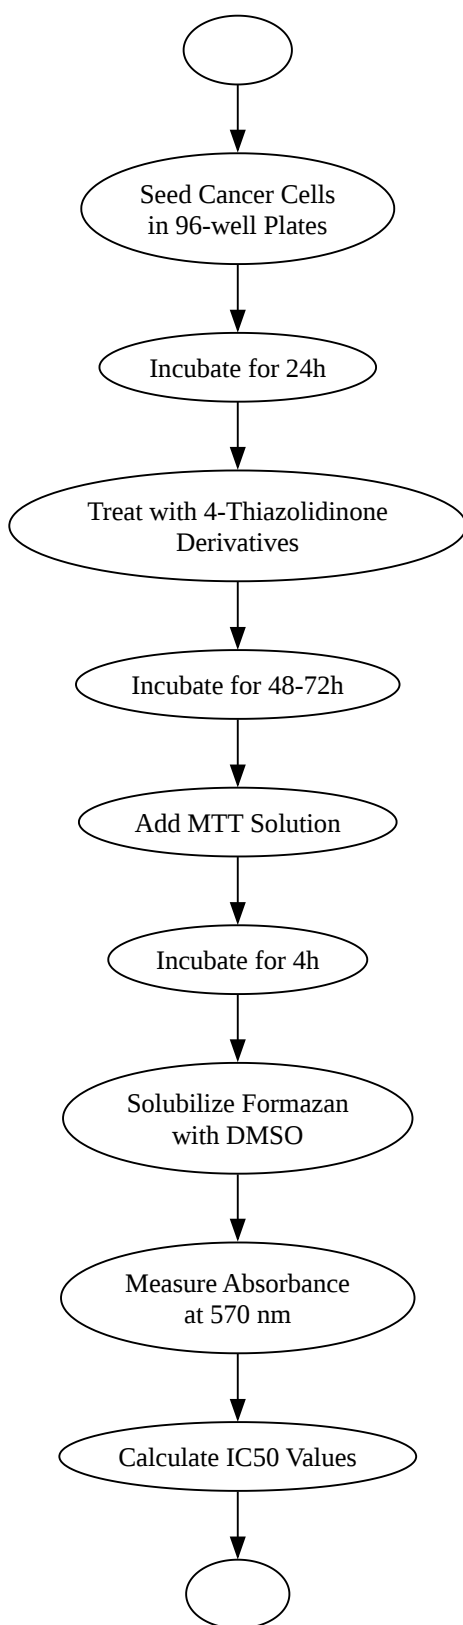 Seed Cancer Cells
in 96-well Plates
Incubate for 24h
Treat with 4-Thiazolidinone
Derivatives
Incubate for 48-72h
Add MTT Solution
Incubate for 4h
Solubilize Formazan
with DMSO
Measure Absorbance
at 570 nm
Calculate IC50 Values